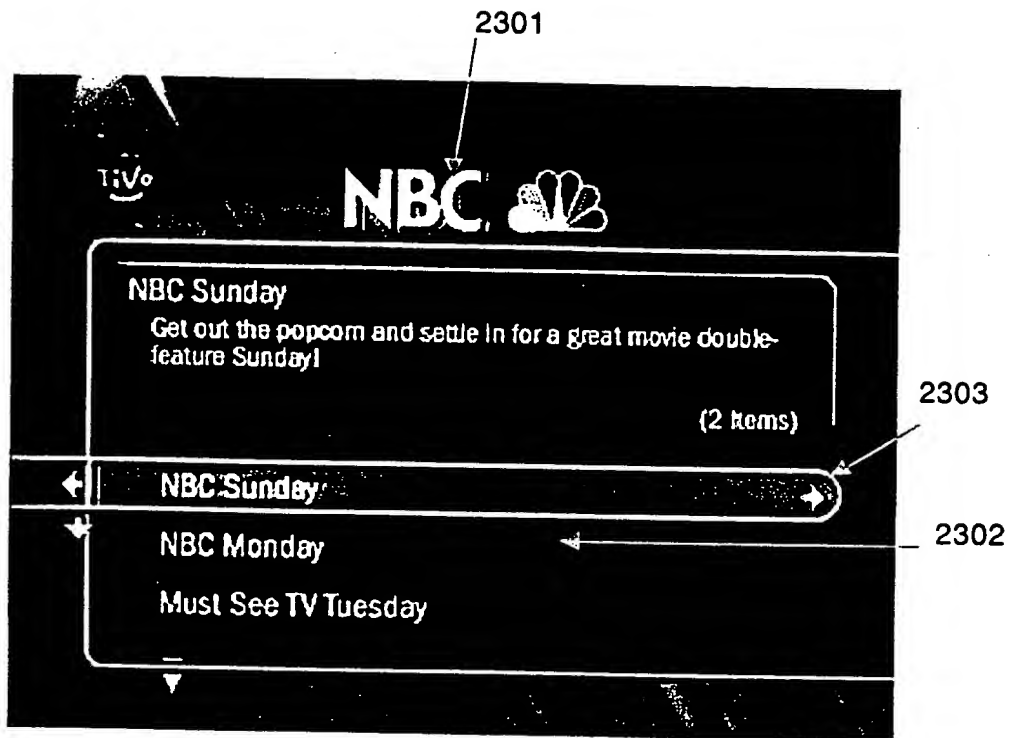 2301
TiVo
NBC
NBC Sunday
Get out the popcorn and settle in for a great movie double-
feature Sunday!
(2 items)
2303
NBC Sunday
NBC Monday
2302
Must See TV Tuesday